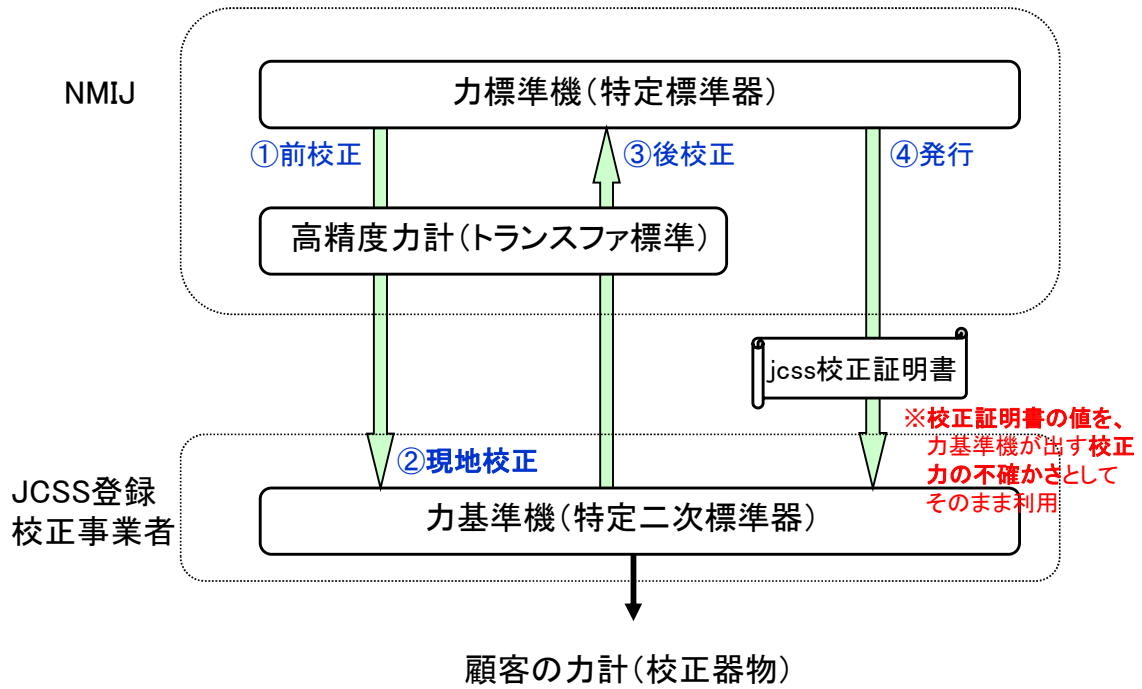 NMIJ
力標準機（特定標準器）
①前校正
③後校正
④発行
高精度力計（トランスファ標準）
jcss校正証明書
※校正証明書の値を、
力基準機が出す校正
力の不確かさとして
そのまま利用
②現地校正
JCSS登録
校正事業者
力基準機（特定二次標準器）
顧客の力計（校正器物）